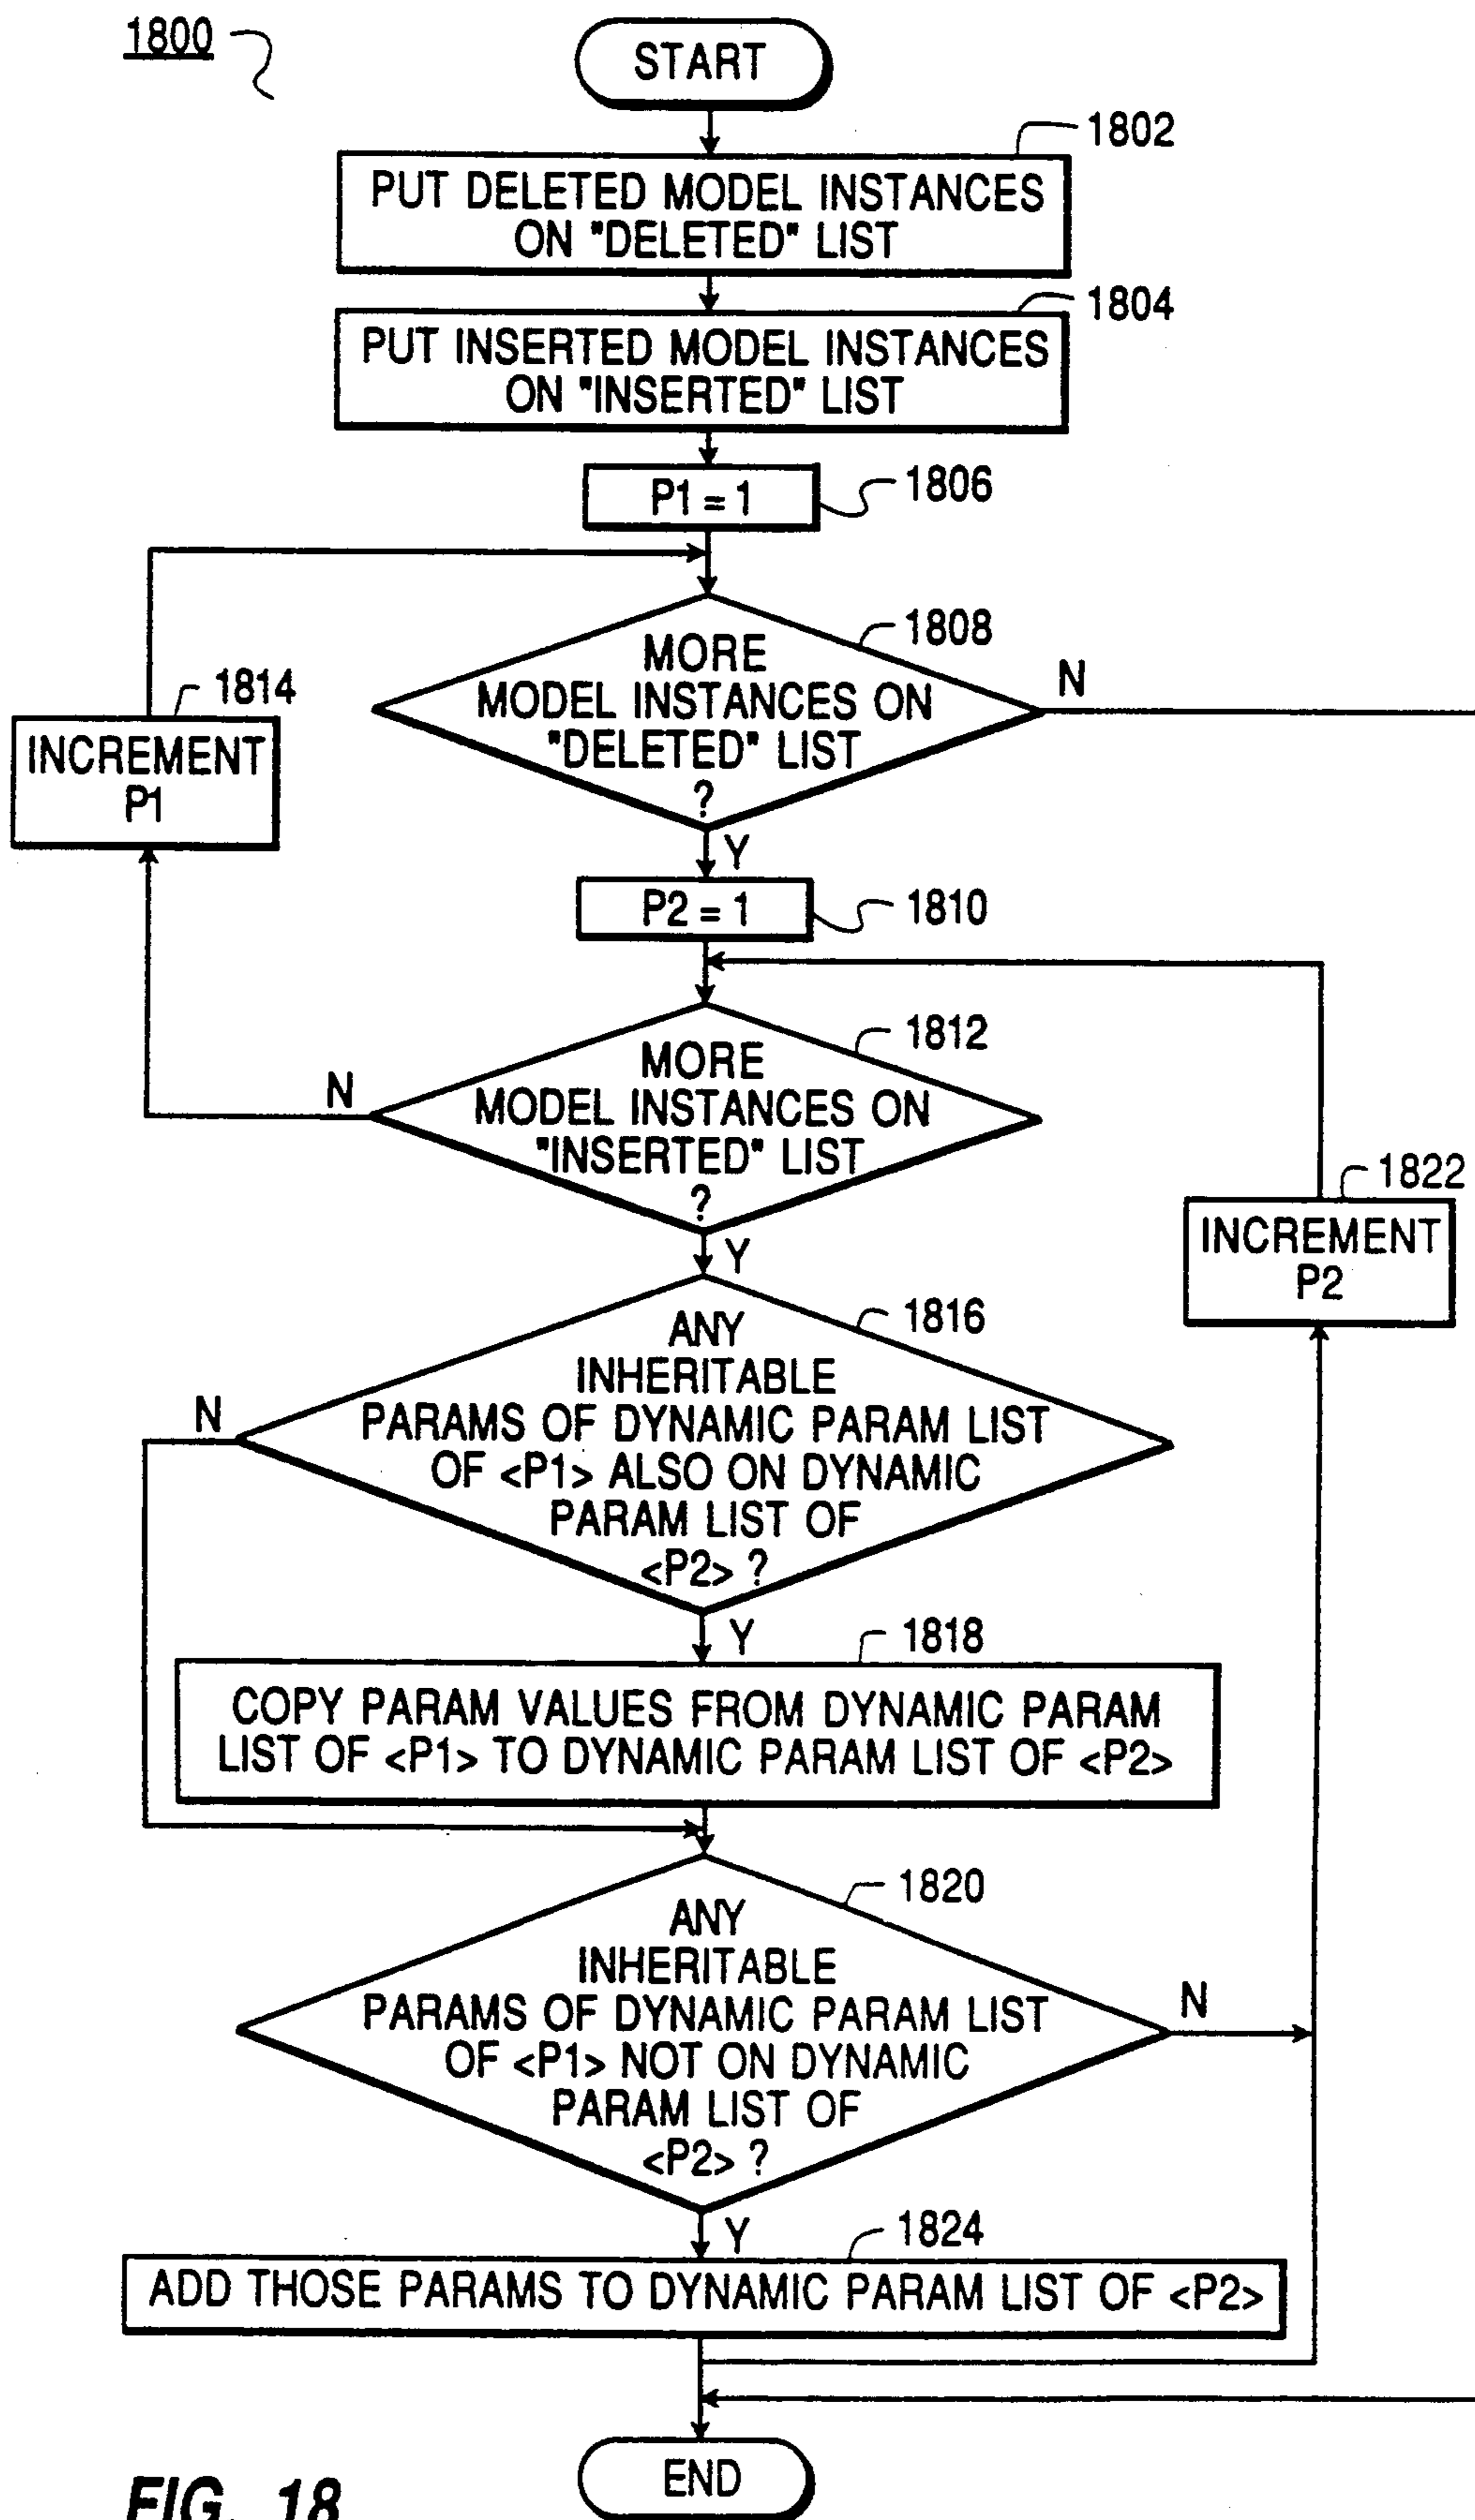 1800
START
1802
PUT DELETED MODEL INSTANCES
ON "DELETED" LIST
1804
PUT INSERTED MODEL INSTANCES
ON "INSERTED" LIST
P1 = 1
1806
1808
MORE
MODEL INSTANCES ON
"DELETED" LIST
?
N
1814
INCREMENT
P1
Y
P2 = 1
1810
1812
MORE
MODEL INSTANCES ON
"INSERTED" LIST
?
N
1822
INCREMENT
P2
Y
1816
ANY
INHERITABLE
PARAMS OF DYNAMIC PARAM LIST
OF <P1> ALSO ON DYNAMIC
PARAM LIST OF
<P2> ?
N
Y
1818
COPY PARAM VALUES FROM DYNAMIC PARAM
LIST OF <P1> TO DYNAMIC PARAM LIST OF <P2>
1820
ANY
INHERITABLE
PARAMS OF DYNAMIC PARAM LIST
OF <P1> NOT ON DYNAMIC
PARAM LIST OF
<P2> ?
N
Y
1824
ADD THOSE PARAMS TO DYNAMIC PARAM LIST OF <P2>
END
FIG. 18